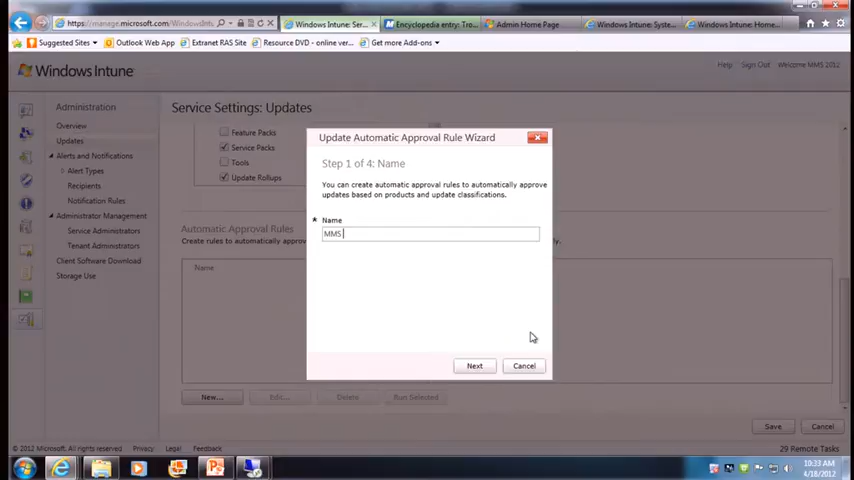 https://manage.microsoft.com/WindowsIntu
Windows Intune: Ser...
Encyclopedia entry: Tro...
Admin Home Page
Windows Intune: Syste...
Windows Intune: Home...
Suggested Sites
Outlook Web App
Extranet RAS Site
Resource DVD - online ver...
Get more Add-ons
Windows Intune
Help
Sign Out
Welcome MMS 2012
Administration
Overview
Updates
Alerts and Notifications
Alert Types
Recipients
Notification Rules
Administrator Management
Service Administrators
Tenant Administrators
Client Software Download
Storage Use
Service Settings: Updates
Feature Packs
Service Packs
Tools
Update Rollups
Automatic Approval Rules
Create rules to automatically appro
Name
New...
Edit...
Delete
Run Selected
Update Automatic Approval Rule Wizard
Step 1 of 4: Name
You can create automatic approval rules to automatically approve
updates based on products and update classifications.
* Name
MMS
Next
Cancel
Save
Cancel
© 2012 Microsoft. All rights reserved.
Privacy
Legal
Feedback
29 Remote Tasks
10:33 AM
4/18/2012